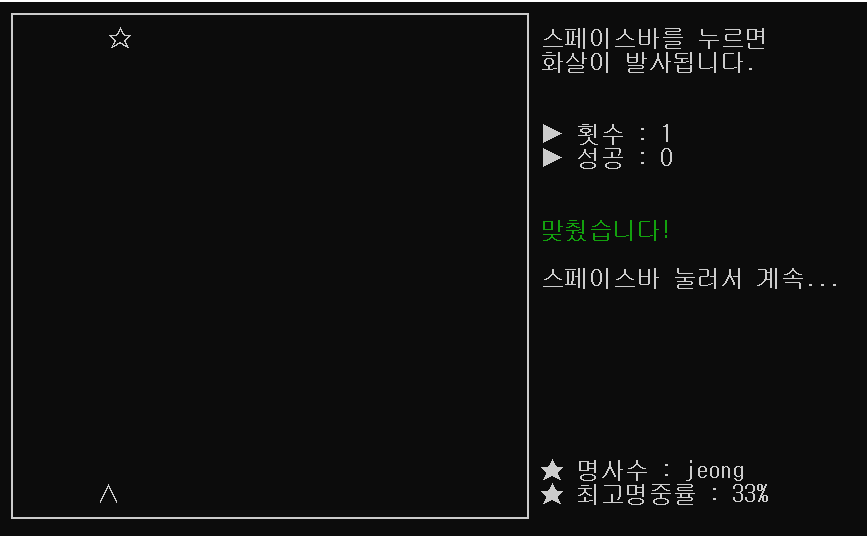 ☆
스페이스바를 누르면
화살이 발사됩니다.
▶ 횟수 : 1
▶ 성공 : 0
맞췄습니다!
스페이스바 눌러서 계속...
★ 명사수 : jeong
★ 최고명중률 : 33%
∧